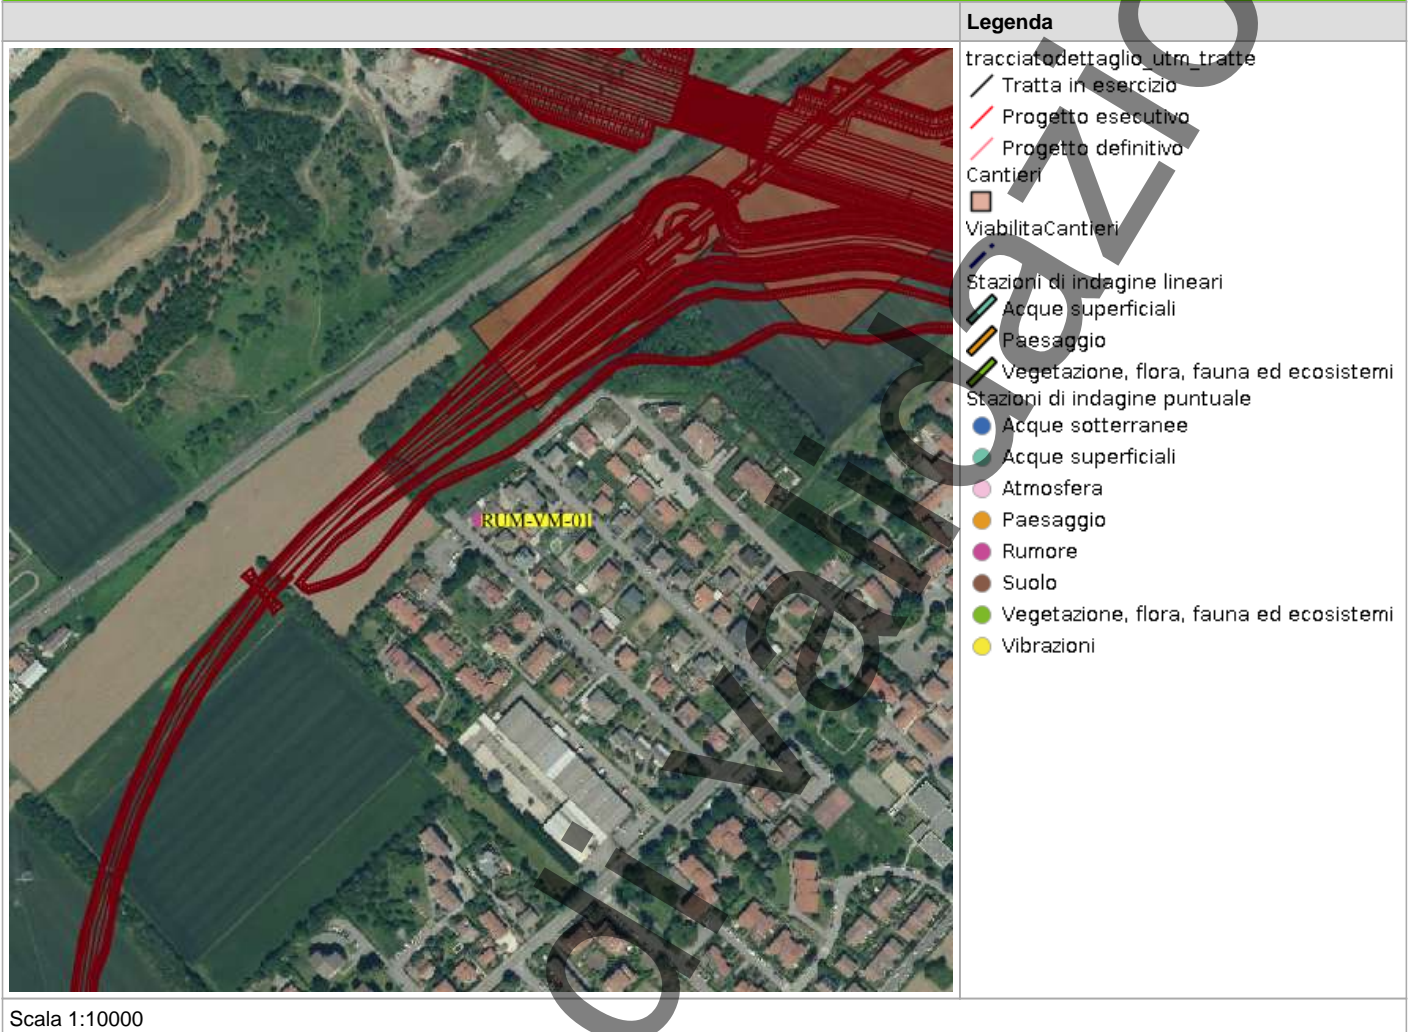 Legenda
tracciatodettaglio_utm_tratte
Tratta in esercizio
Progetto esecutivo
Progetto definitivo
Cantieri
ViabilitaCantieri
Stazioni di indagine lineari
Acque superficiali
Paesaggio
Vegetazione, flora, fauna ed ecosistemi
Stazioni di indagine puntuale
Acque sotterranee
Acque superficiali
Atmosfera
Paesaggio
Rumore
Suolo
Vegetazione, flora, fauna ed ecosistemi
Vibrazioni
RUM-VM-01
di validazio
Scala 1:10000